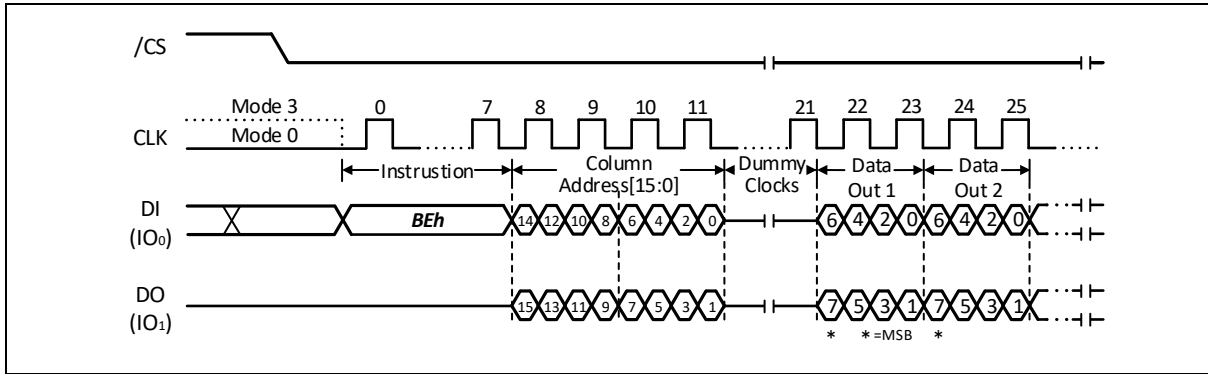 /CS
Mode 3
0 7 8 9 10 11 21 22 23 24 25
CLK
Mode 0
Instrustion
Column
Address[15:0]
Dummy
Clocks
Data
Out 1
Data
Out 2
DI
(IO₀)
BEh
14 12 10 8 6 4 2 0
6 4 2 0 6 4 2 0
DO
(IO₁)
15 13 11 9 7 5 3 1
7 5 3 1 7 5 3 1
* * =MSB *